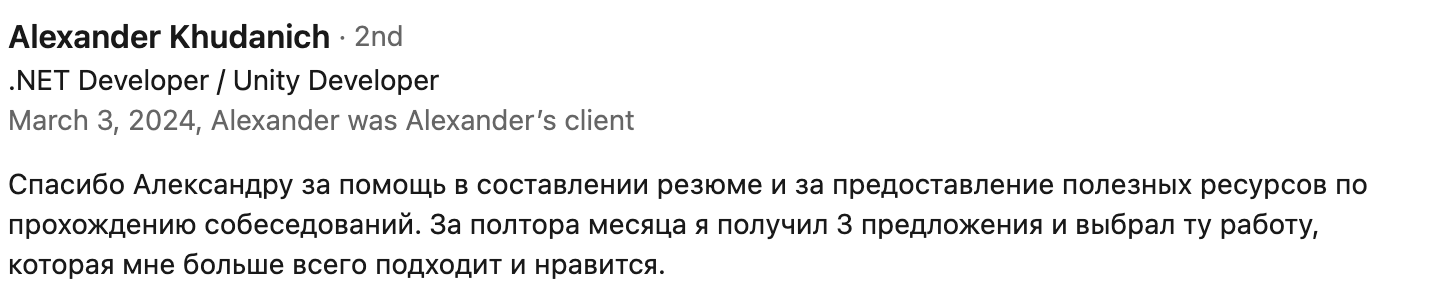 Alexander Khudanich · 2nd
.NET Developer / Unity Developer
March 3, 2024, Alexander was Alexander’s client
Спасибо Александру за помощь в составлении резюме и за предоставление полезных ресурсов по
прохождению собеседований. За полтора месяца я получил 3 предложения и выбрал ту работу,
которая мне больше всего подходит и нравится.